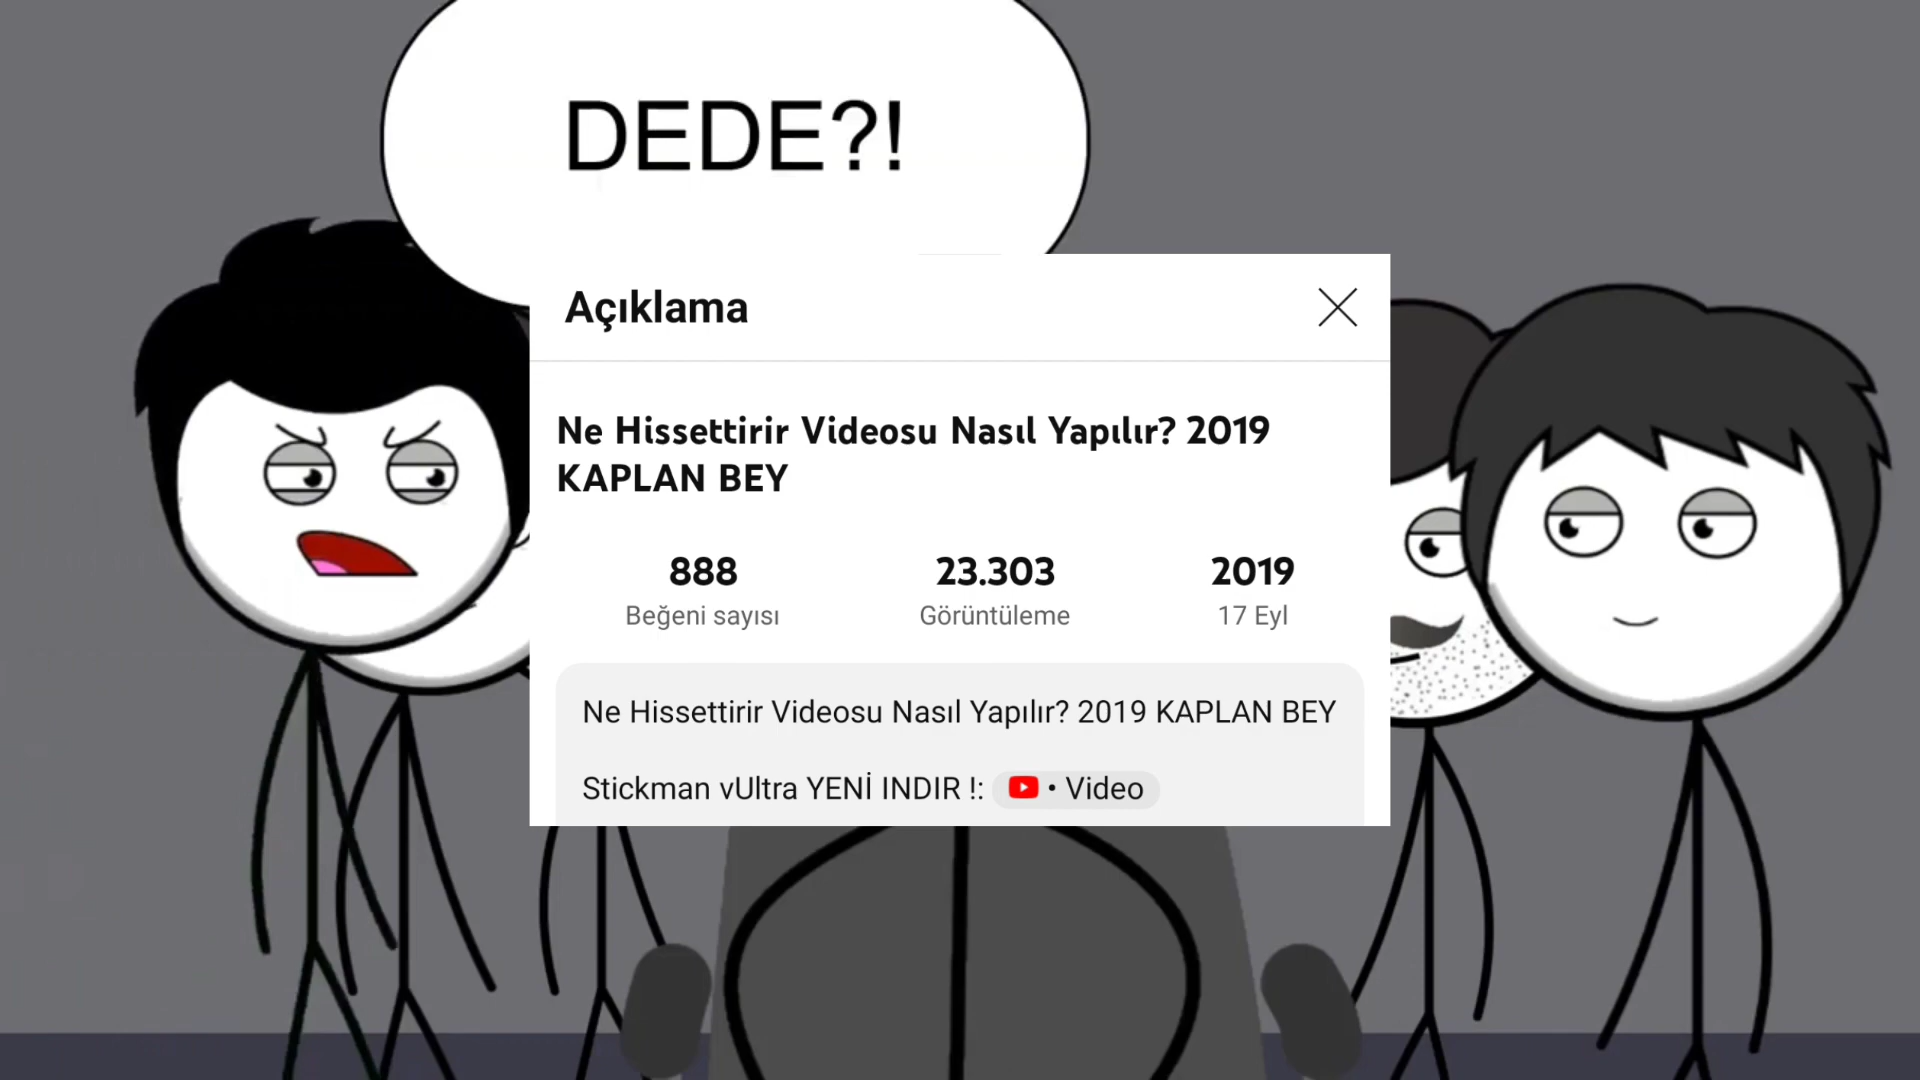 DEDE?!
Açıklama
Ne Hissettirir Videosu Nasıl Yapılır? 2019
KAPLAN BEY
888 23.303 2019
Beğeni sayısı Görüntüleme 17 Eyl
Ne Hissettirir Videosu Nasıl Yapılır? 2019 KAPLAN BEY
Stickman vUltra YENİ INDIR !: • Video